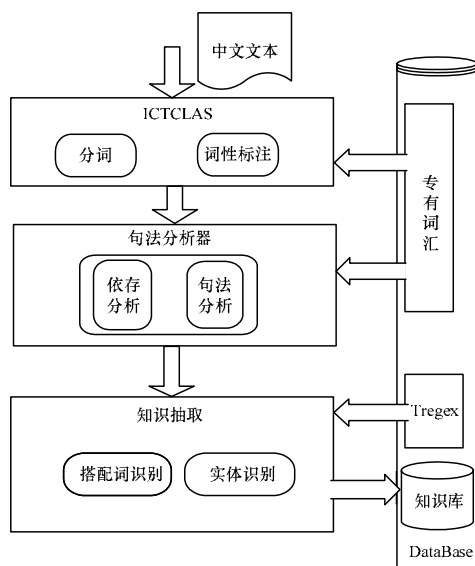 中文文本
ICTCLAS
分词
词性标注
专有词汇
句法分析器
依存
分析
句法
分析
知识抽取
Tregex
搭配词识别
实体识别
知识库
DataBase